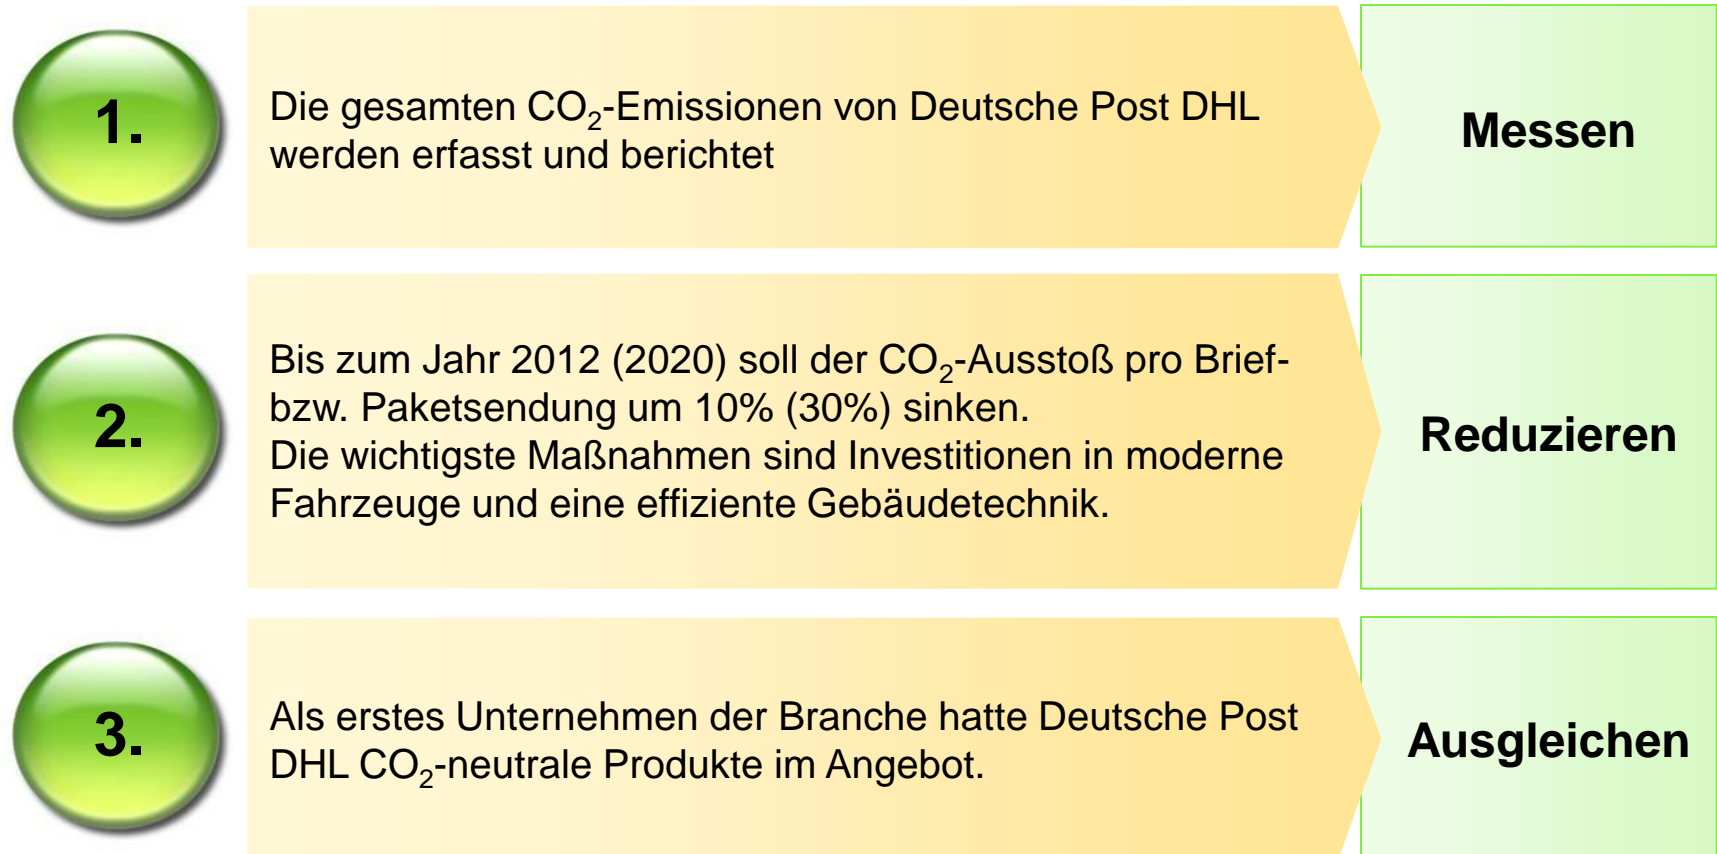 1.
Die gesamten CO₂-Emissionen von Deutsche Post DHL
werden erfasst und berichtet
Messen
2.
Bis zum Jahr 2012 (2020) soll der CO₂-Ausstoß pro Brief-
bzw. Paketsendung um 10% (30%) sinken.
Die wichtigste Maßnahmen sind Investitionen in moderne
Fahrzeuge und eine effiziente Gebäudetechnik.
Reduzieren
3.
Als erstes Unternehmen der Branche hatte Deutsche Post
DHL CO₂-neutrale Produkte im Angebot.
Ausgleichen